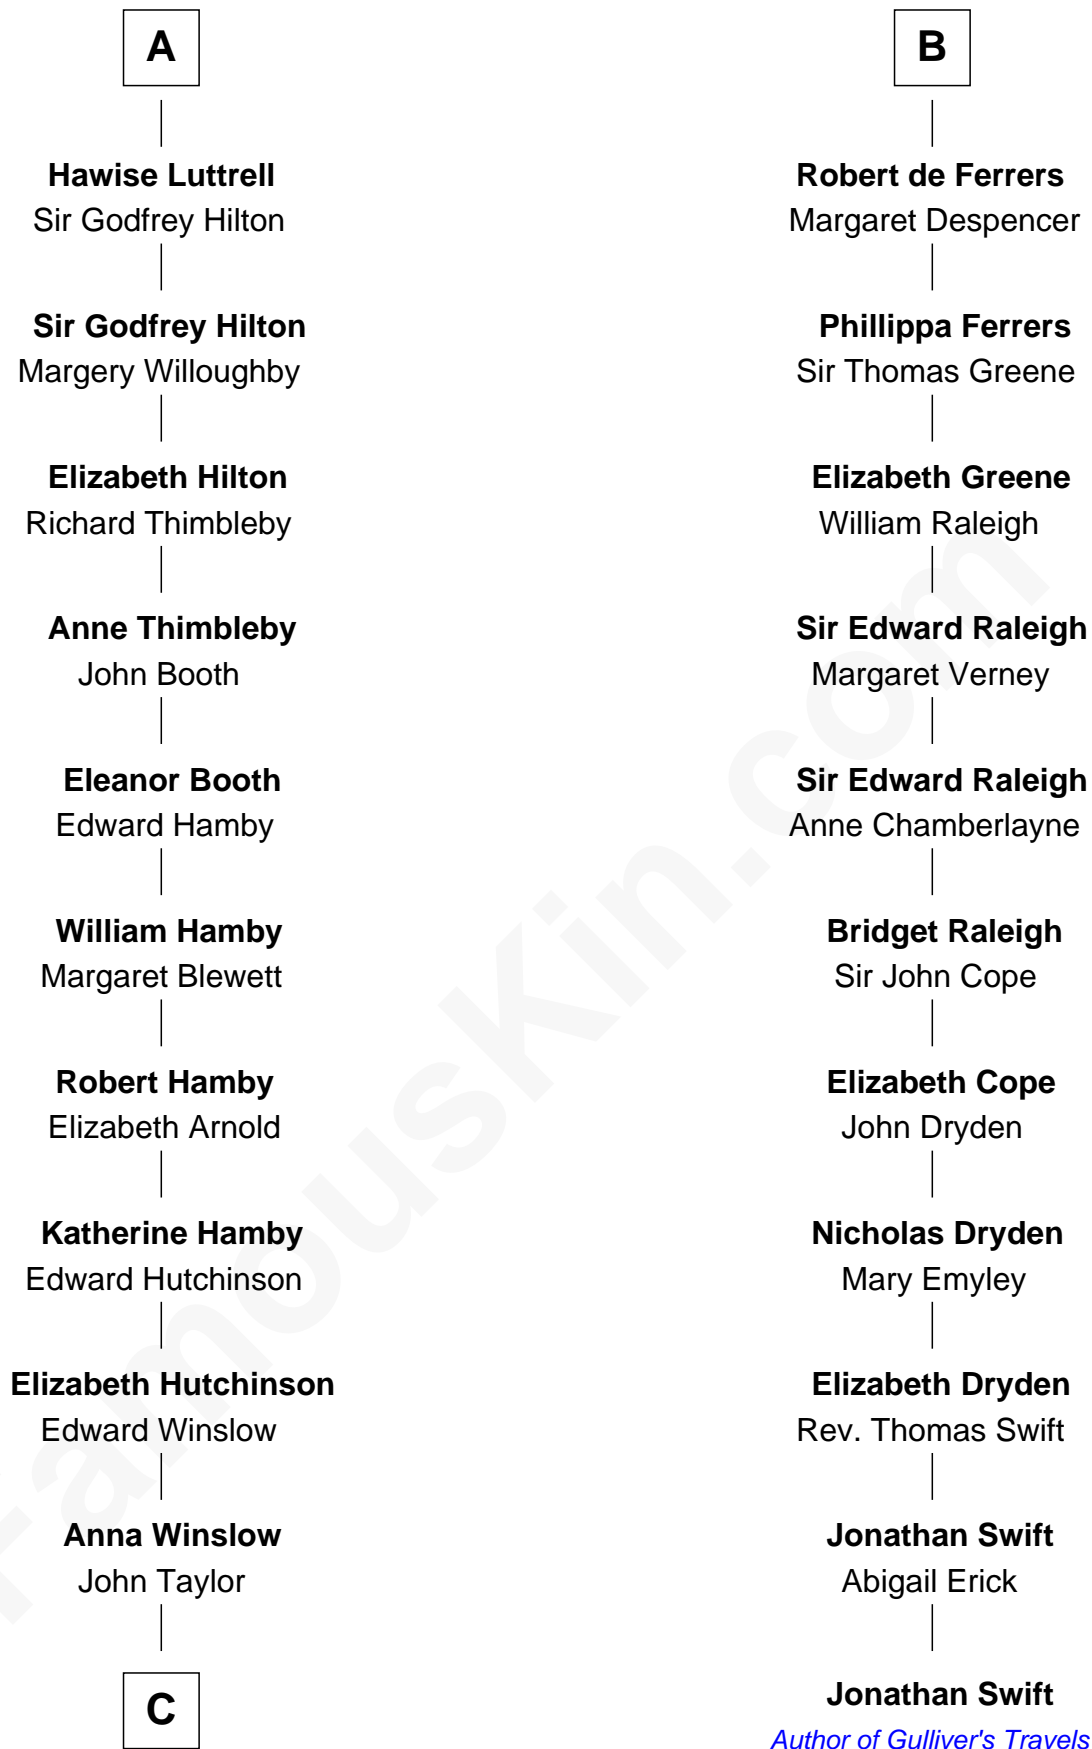 A
Hawise Luttrell
Sir Godfrey Hilton
Sir Godfrey Hilton
Margery Willoughby
Elizabeth Hilton
Richard Thimbleby
Anne Thimbleby
John Booth
Eleanor Booth
Edward Hamby
William Hamby
Margaret Blewett
Robert Hamby
Elizabeth Arnold
Katherine Hamby
Edward Hutchinson
Elizabeth Hutchinson
Edward Winslow
Anna Winslow
John Taylor
C
B
Robert de Ferrers
Margaret Despencer
Phillippa Ferrers
Sir Thomas Greene
Elizabeth Greene
William Raleigh
Sir Edward Raleigh
Margaret Verney
Sir Edward Raleigh
Anne Chamberlayne
Bridget Raleigh
Sir John Cope
Elizabeth Cope
John Dryden
Nicholas Dryden
Mary Emyley
Elizabeth Dryden
Rev. Thomas Swift
Jonathan Swift
Abigail Erick
Jonathan Swift
Author of Gulliver's Travels
FamousKin.com